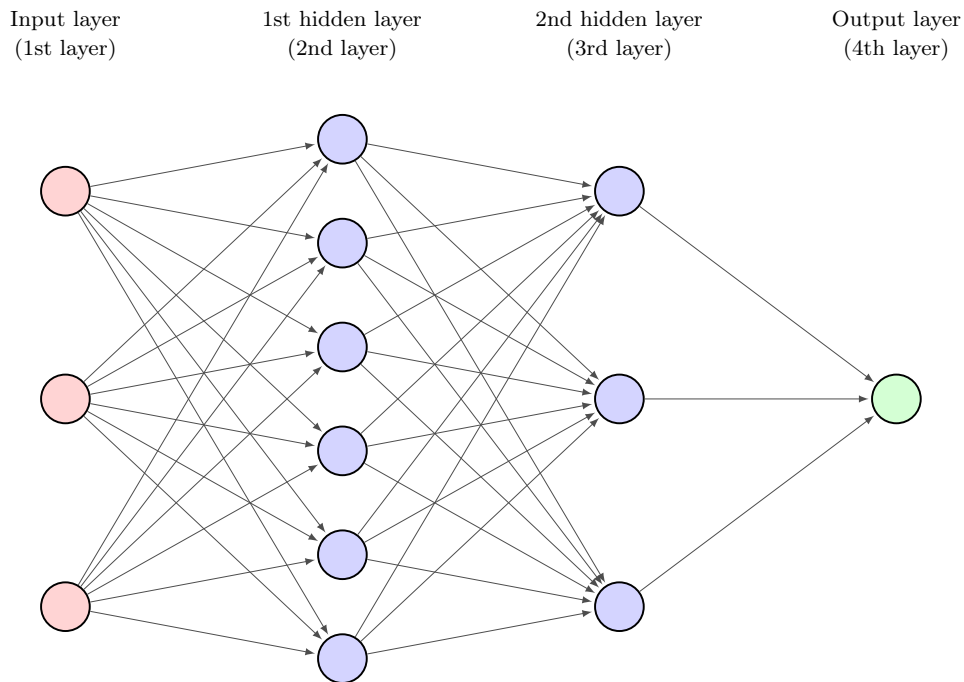 Input layer
(1st layer)
1st hidden layer
(2nd layer)
2nd hidden layer
(3rd layer)
Output layer
(4th layer)